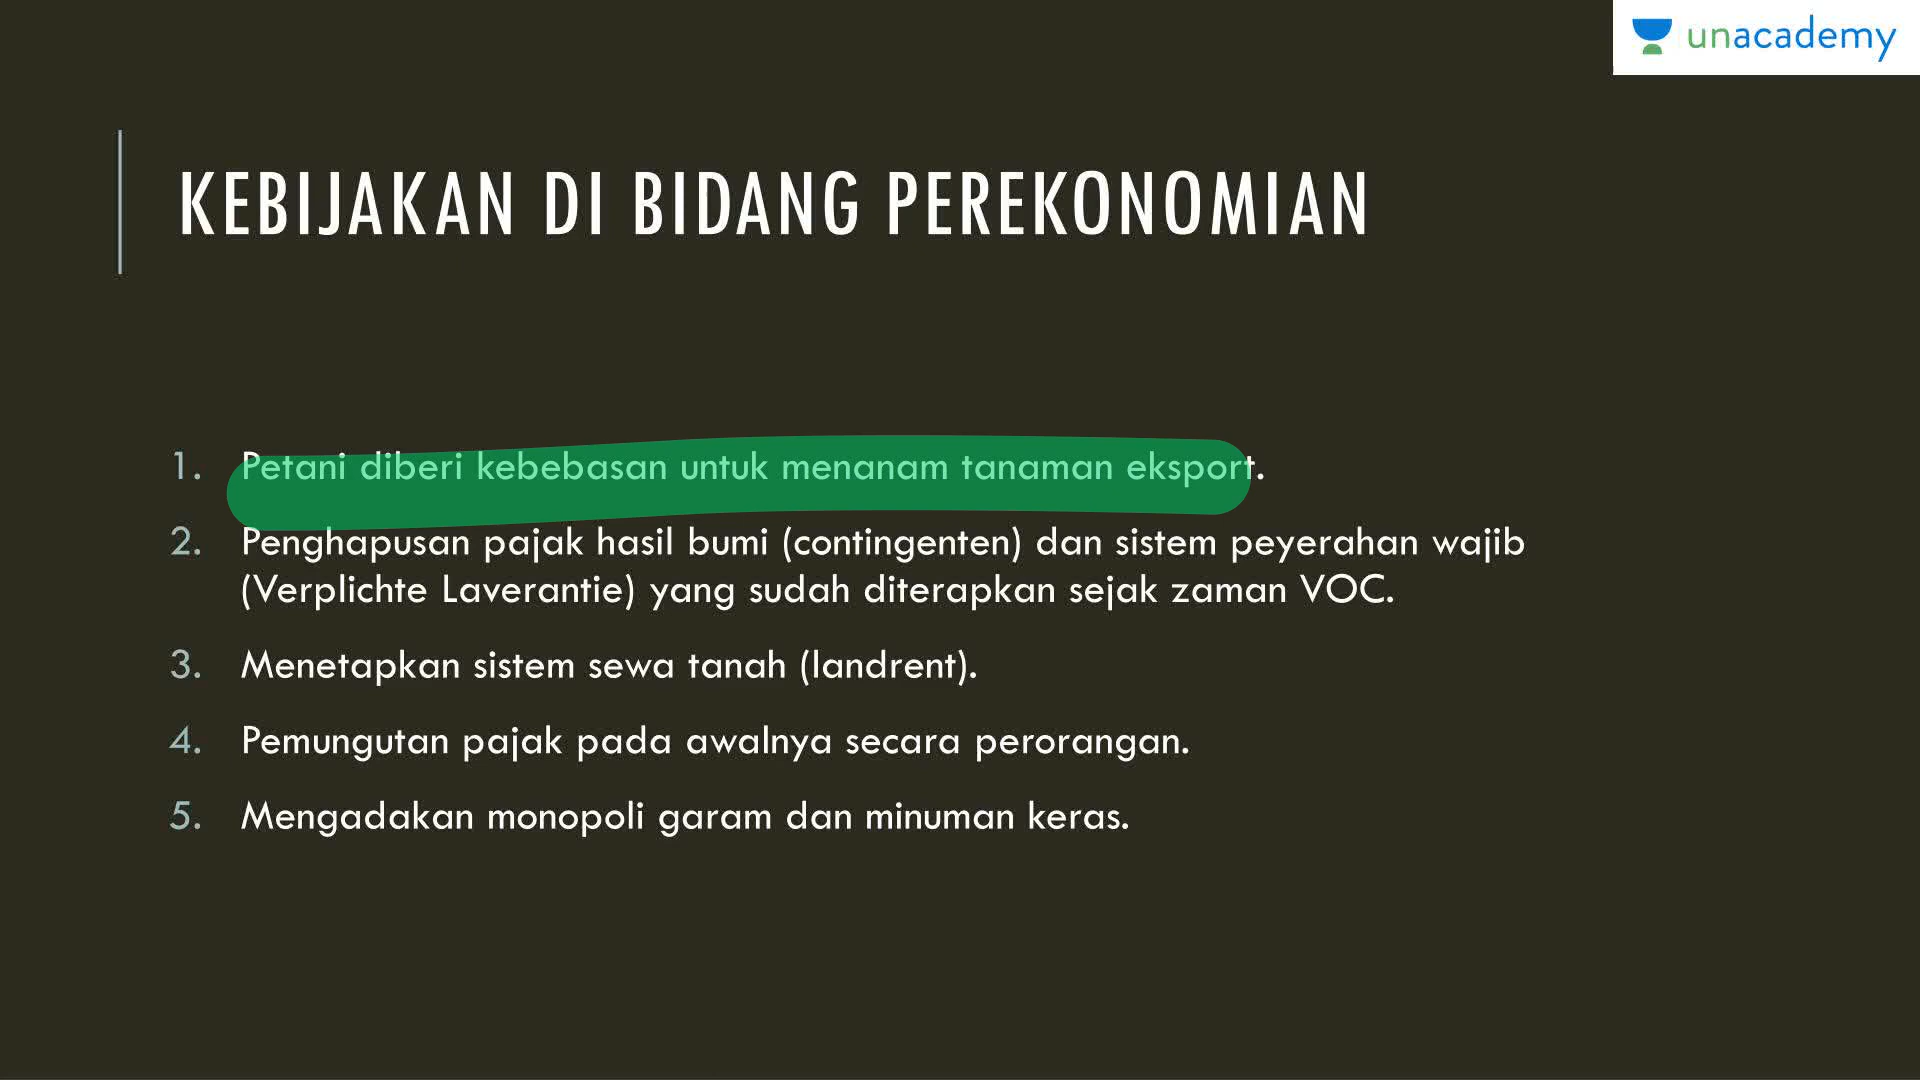 unacademy
KEBIJAKAN DI BIDANG PEREKONOMIAN
1. Petani diberi kebebasan untuk menanam tanaman eksport.
2. Penghapusan pajak hasil bumi (contingenten) dan sistem peyerahan wajib
(Verplichte Laverantie) yang sudah diterapkan sejak zaman VOC.
3. Menetapkan sistem sewa tanah (landrent).
4. Pemungutan pajak pada awalnya secara perorangan.
5. Mengadakan monopoli garam dan minuman keras.